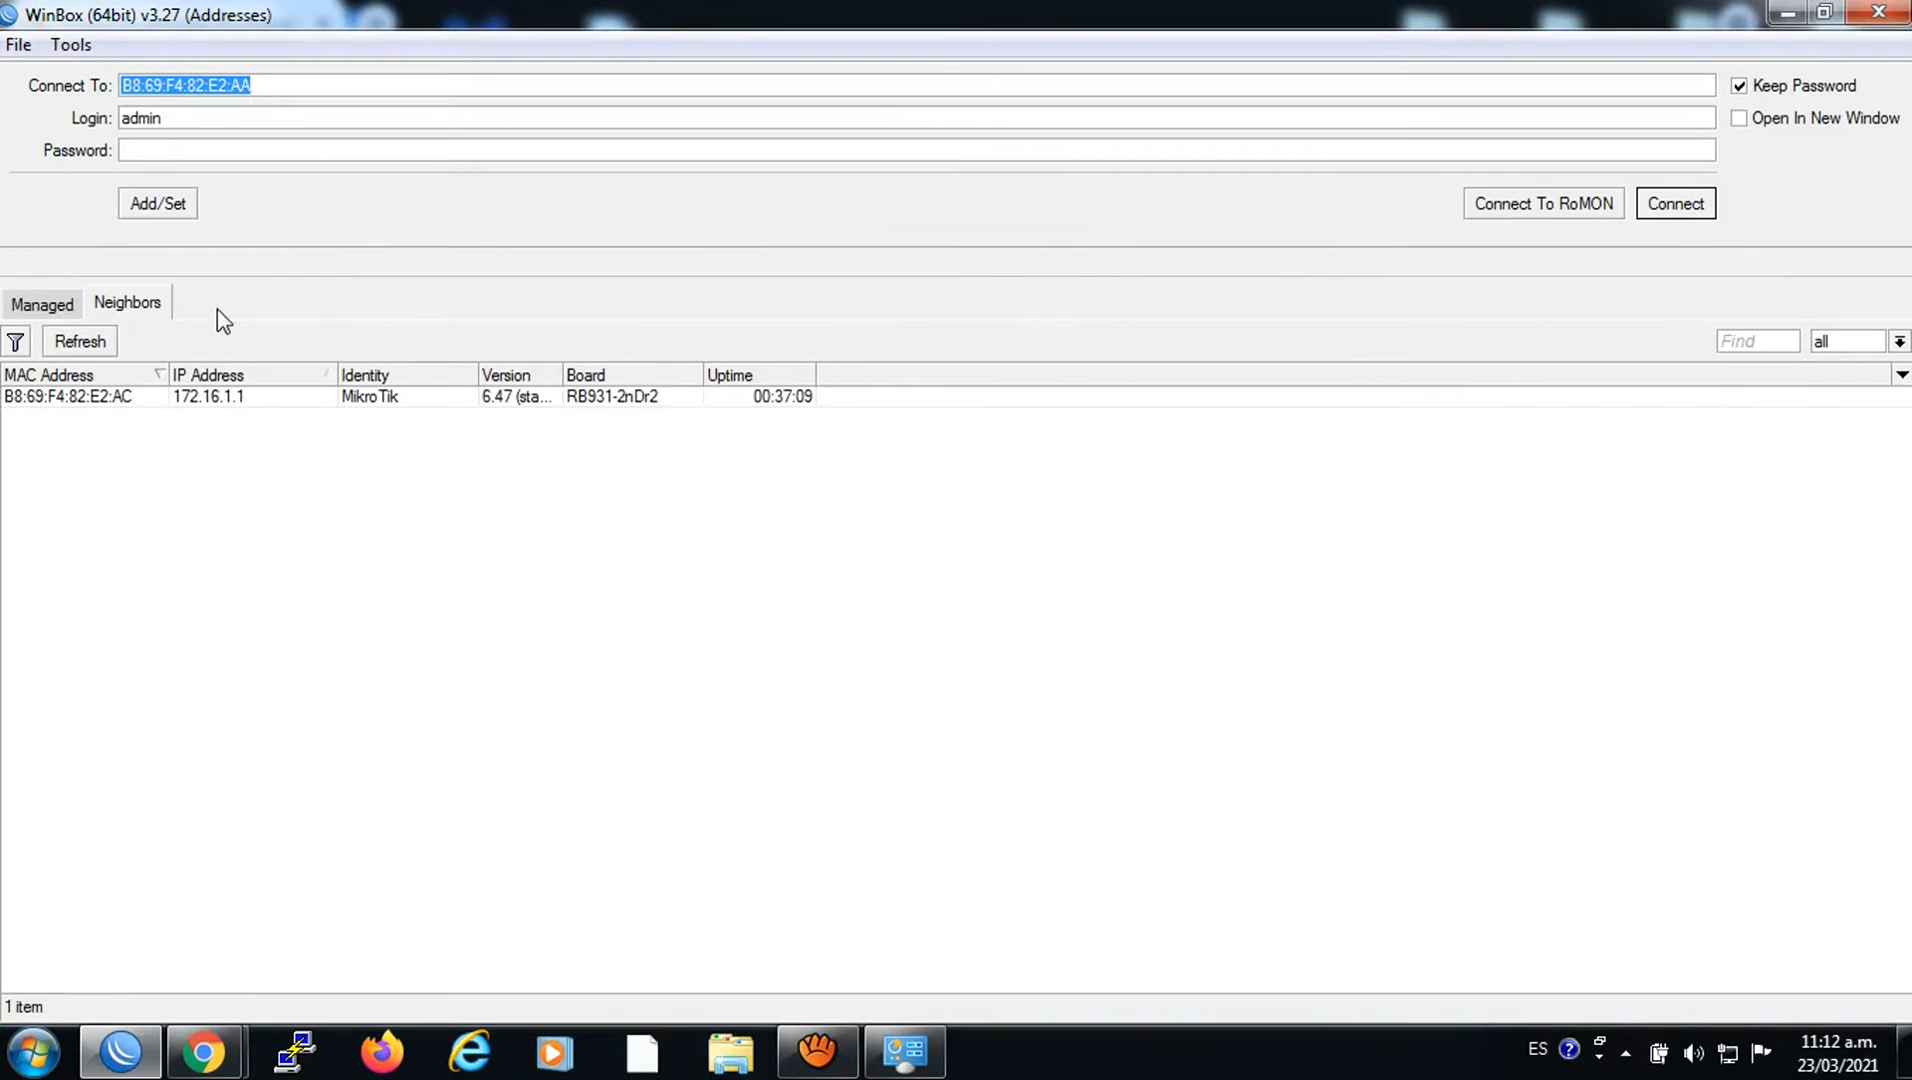 WinBox (64bit) v3.27 (Addresses)
File Tools
Connect To: B8:69:F4:82:E2:AA Keep Password
Login: admin Open In New Window
Password:
Add/Set Connect To RoMON Connect
Managed Neighbors
Refresh Find all
MAC Address IP Address Identity Version Board Uptime
B8:69:F4:82:E2:AC 172.16.1.1 MikroTik 6.47 (sta... RB931-2nDr2 00:37:09
1 item
ES 11:12 a.m.
23/03/2021